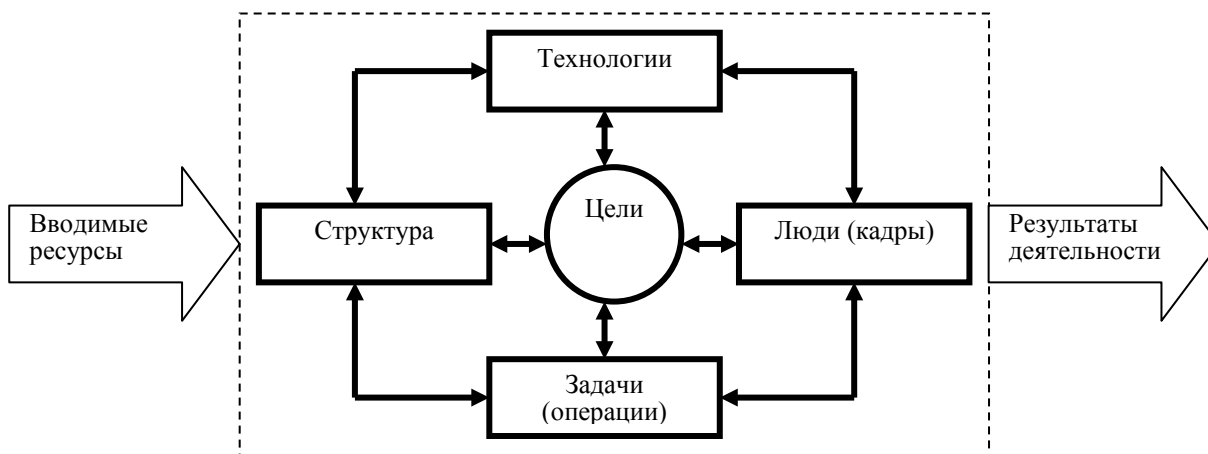 Технологии
Вводимые
ресурсы
Структура
Цели
Люди (кадры)
Результаты
деятельности
Задачи
(операции)